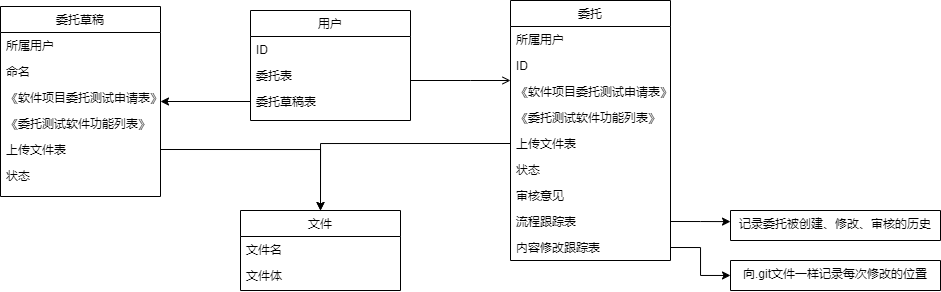 委托草稿
所属用户
命名
《软件项目委托测试申请表》
《委托测试软件功能列表》
上传文件表
状态
用户
ID
委托表
委托草稿表
委托
所属用户
ID
《软件项目委托测试申请表》
《委托测试软件功能列表》
上传文件表
状态
审核意见
流程跟踪表
内容修改跟踪表
文件
文件名
文件体
记录委托被创建、修改、审核的历史
向.git文件一样记录每次修改的位置